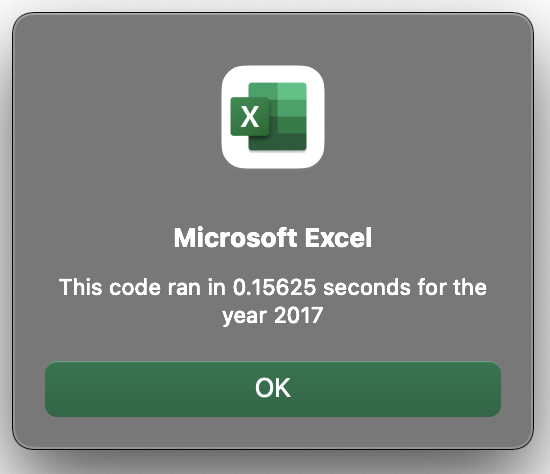 X
Microsoft Excel
This code ran in 0.15625 seconds for the
year 2017
OK